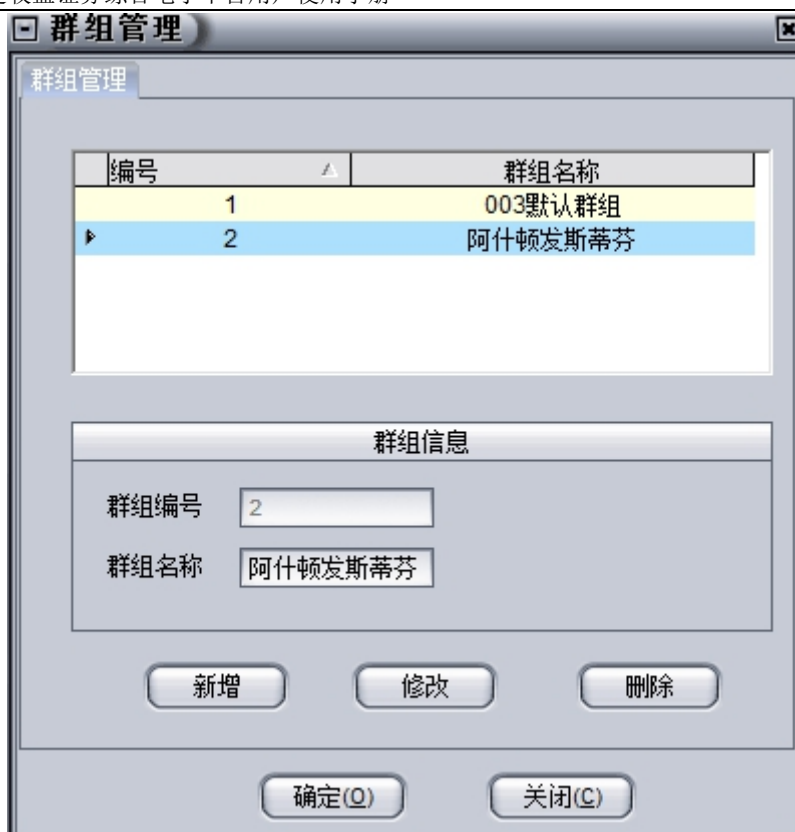 群组管理
群组管理
编号 群组名称
1 003默认群组
2 阿什顿发斯蒂芬
群组信息
群组编号 2
群组名称 阿什顿发斯蒂芬
新增 修改 删除
确定(O) 关闭(C)